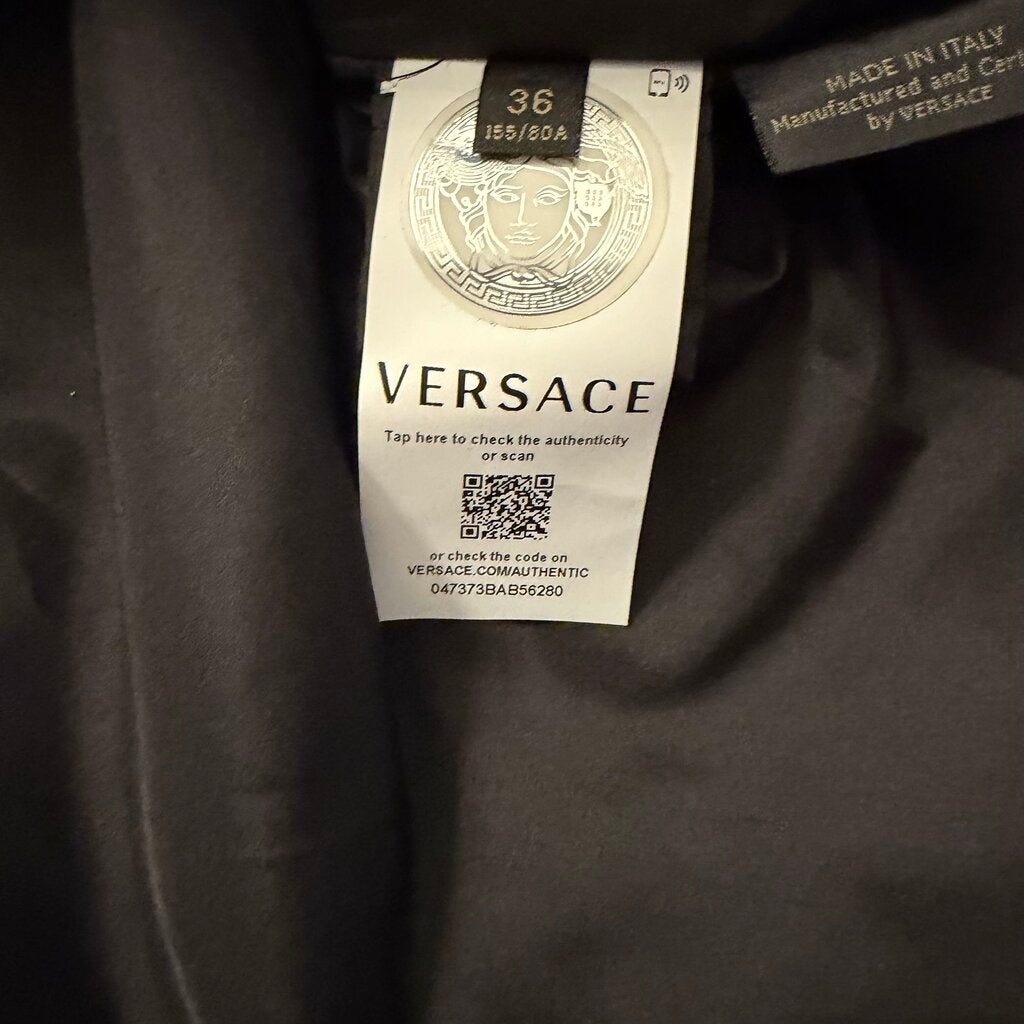 36
155/80A
VERSACE
Tap here to check the authenticity
or scan
or check the code on
VERSACE.COM/AUTHENTIC
047373BAB56280
MADE IN ITALY
Manufactured and Cert
by VERSACE